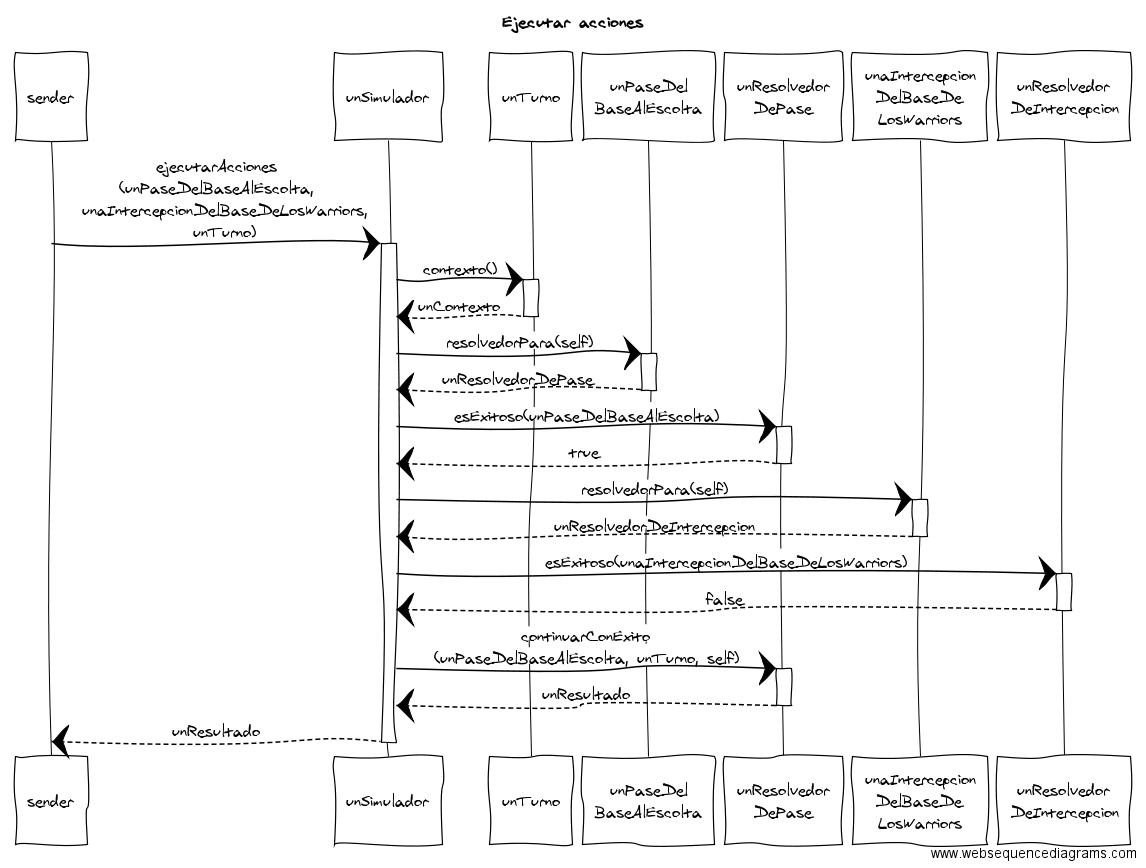 Ejecutar acciones
sender
unSimulador
unTurno
unPaseDel
BaseAlEscolta
unResolvedor
DePase
unaIntercepcion
DelBaseDe
LosWarriors
unResolvedor
DeIntercepcion
ejecutarAcciones
(unPaseDelBaseAlEscolta,
unaIntercepcionDelBaseDeLosWarriors,
unTurno)
contexto()
unContexto
resolvedorPara(self)
unResolvedorDePase
esExitoso(unPaseDelBaseAlEscolta)
true
resolvedorPara(self)
unResolvedorDeIntercepcion
esExitoso(unaIntercepcionDelBaseDeLosWarriors)
false
continuarConExito
(unPaseDelBaseAlEscolta, unTurno, self)
unResultado
unResultado
sender
unSimulador
unTurno
unPaseDel
BaseAlEscolta
unResolvedor
DePase
unaIntercepcion
DelBaseDe
LosWarriors
unResolvedor
DeIntercepcion
www.websequencediagrams.com